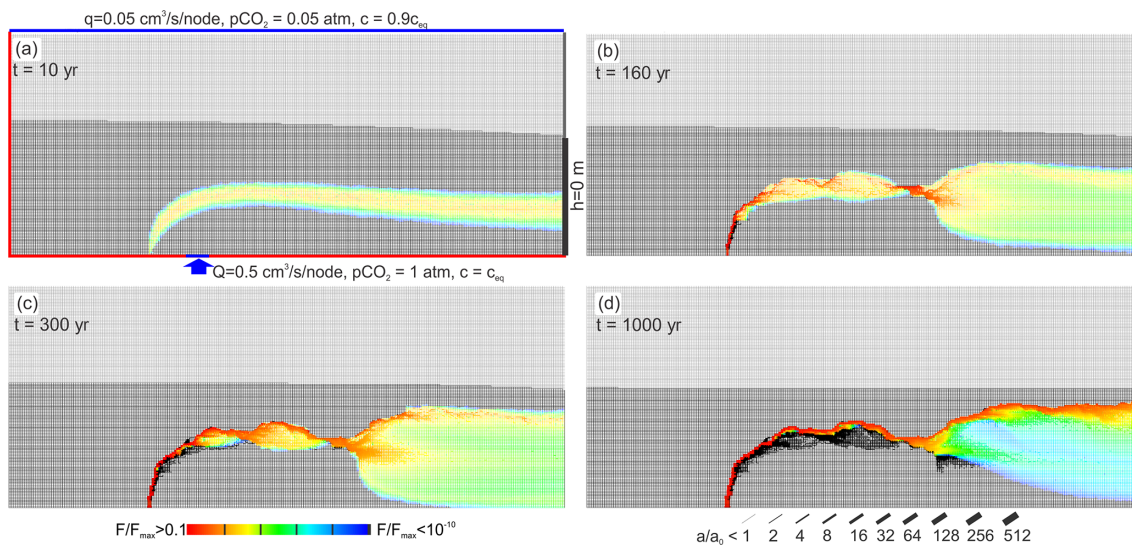 q=0.05 cm³/s/node, pCO₂ = 0.05 atm, c = 0.9c_eq
(a)
t = 10 yr
h=0 m
Q=0.5 cm³/s/node, pCO₂ = 1 atm, c = c_eq
(b)
t = 160 yr
(c)
t = 300 yr
(d)
t = 1000 yr
F/F_max>0.1
F/F_max<10⁻¹⁰
a/a₀ < 1 2 4 8 16 32 64 128 256 512